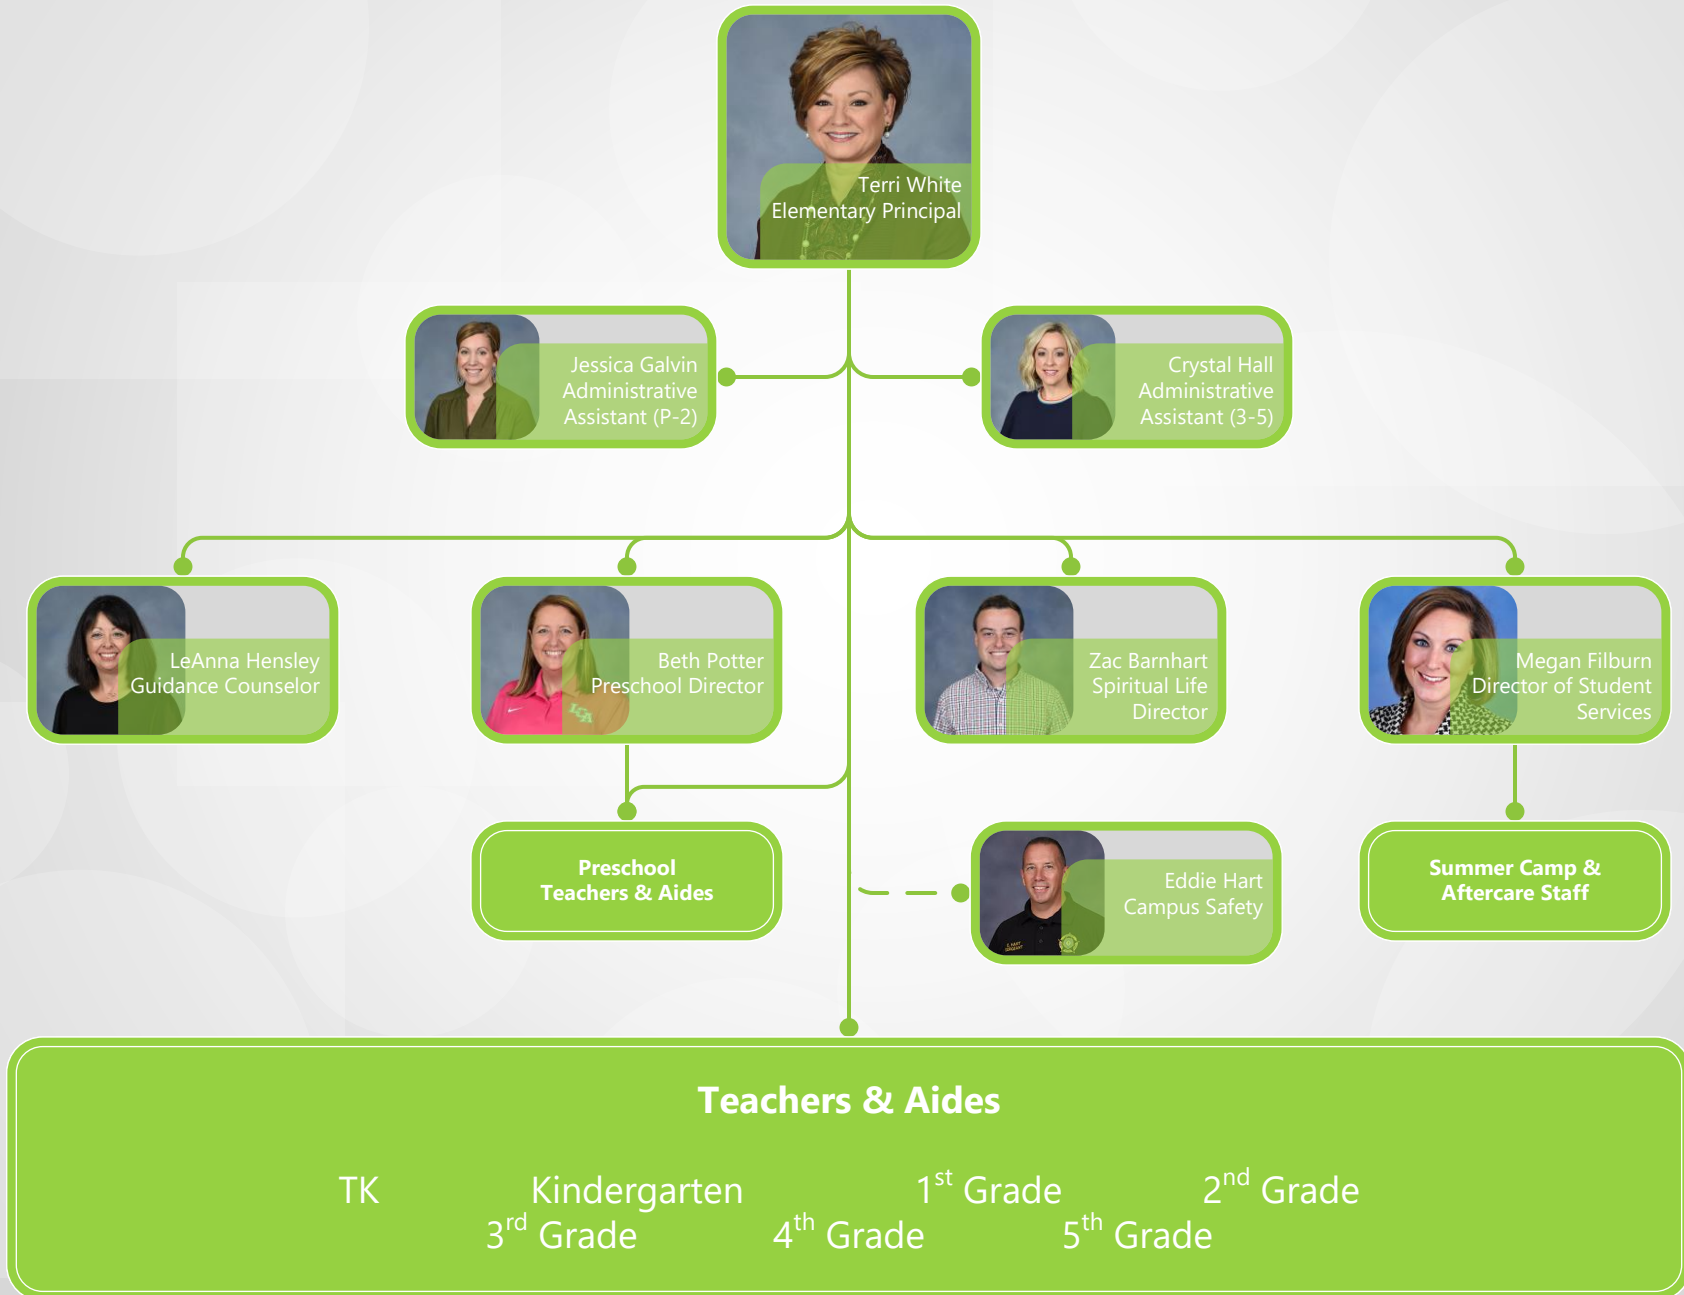 Terri White
Elementary Principal
Jessica Galvin
Administrative
Assistant (P-2)
Crystal Hall
Administrative
Assistant (3-5)
LeAnna Hensley
Guidance Counselor
Beth Potter
Preschool Director
LCA
Zac Barnhart
Spiritual Life
Director
Megan Filburn
Director of Student
Services
Preschool
Teachers & Aides
Eddie Hart
Campus Safety
E. HART
SERGEANT
Summer Camp &
Aftercare Staff
Teachers & Aides
TK Kindergarten 1st Grade 2nd Grade
3rd Grade 4th Grade 5th Grade